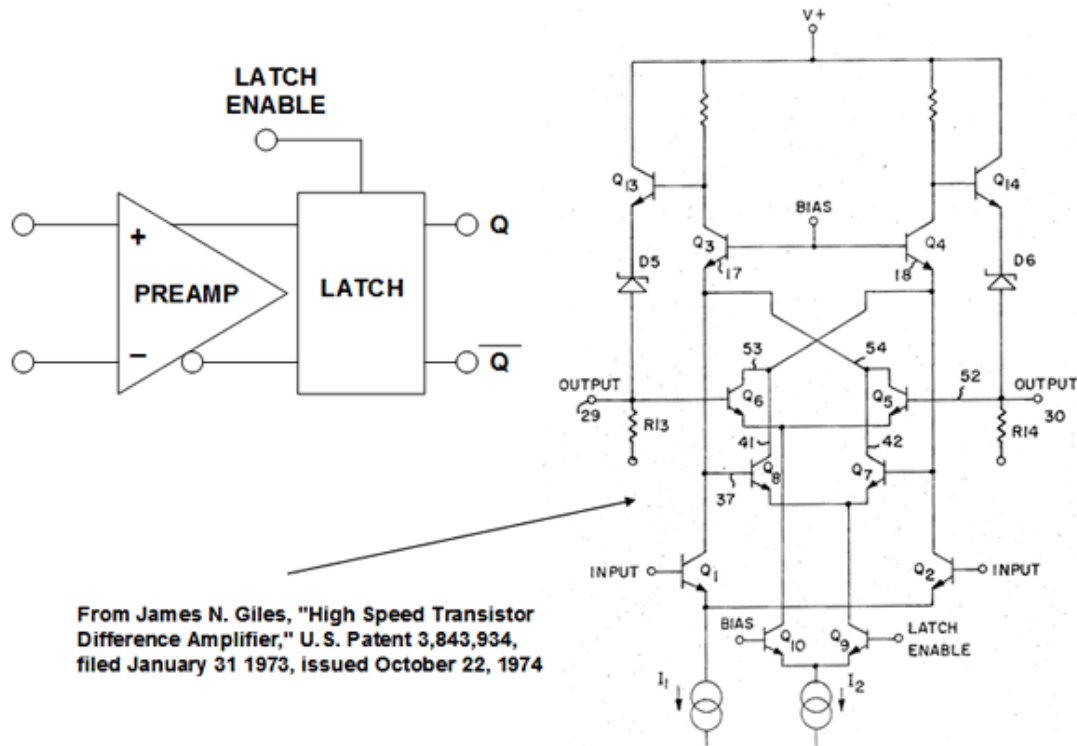 LATCH
ENABLE
+
PREAMP
−
LATCH
Q
Q̅
From James N. Giles, "High Speed Transistor
Difference Amplifier," U.S. Patent 3,843,934,
filed January 31 1973, issued October 22, 1974
V+
Q13
Q14
BIAS
Q3
Q4
17
18
D5
D6
53
54
52
OUTPUT
29
Q6
Q5
OUTPUT
30
R13
R14
41
42
Q8
Q7
37
INPUT
Q1
Q2
INPUT
BIAS
Q10
Q9
LATCH
ENABLE
I1
I2